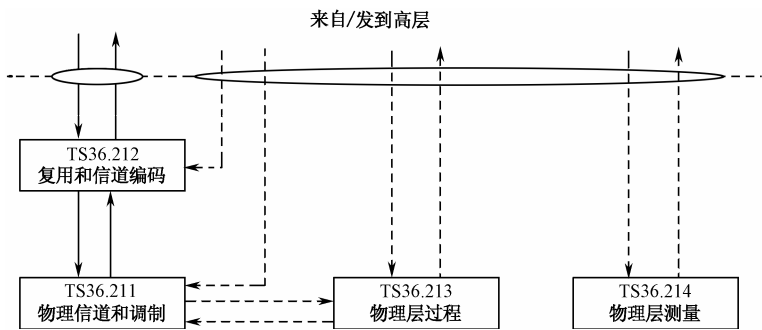 来自/发到高层
TS36.212
复用和信道编码
TS36.211
物理信道和调制
TS36.213
物理层过程
TS36.214
物理层测量